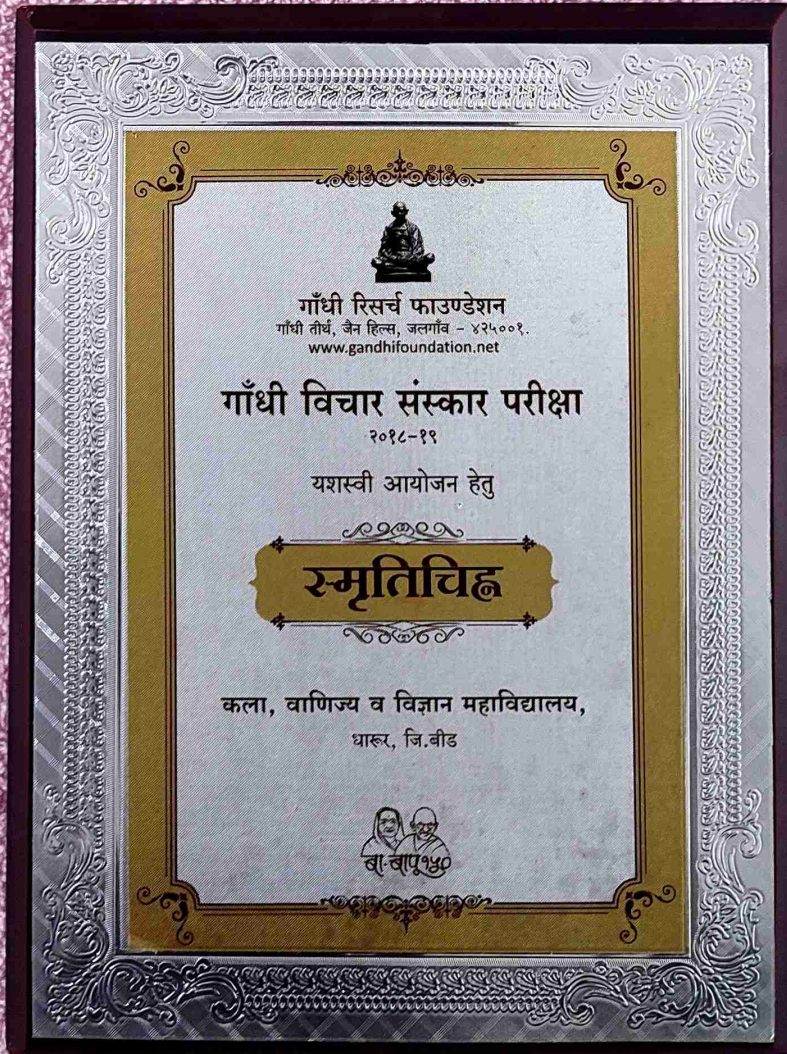 गाँधी रिसर्च फाउण्डेशन
गाँधी तीर्थ, जैन हिल्स, जलगाँव - ४२५००१.
www.gandhifoundation.net
गाँधी विचार संस्कार परीक्षा
२०१८-१९
यशस्वी आयोजन हेतु
स्मृतिचिह्न
कला, वाणिज्य व विज्ञान महाविद्यालय,
धारूर, जि.बीड
बा-बापू १५०